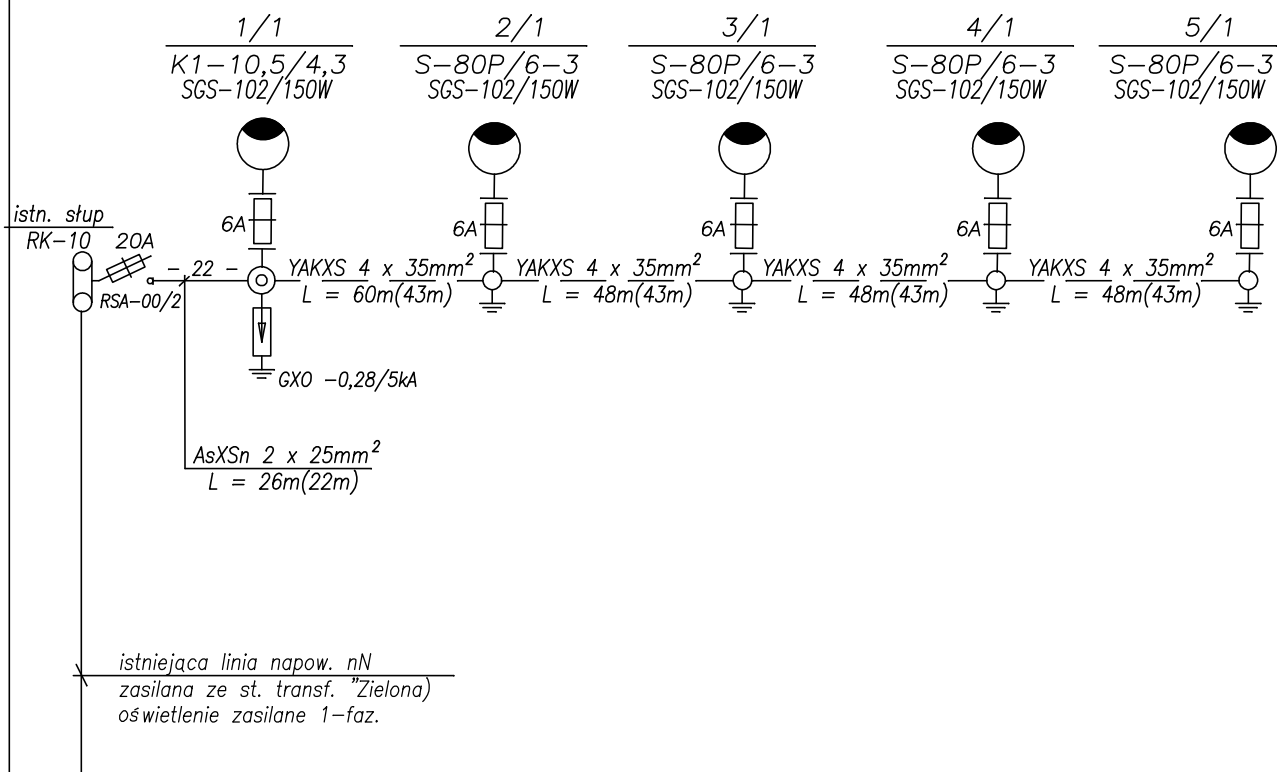 1/1
K1-10,5/4,3
SGS-102/150W
2/1
S-80P/6-3
SGS-102/150W
3/1
S-80P/6-3
SGS-102/150W
4/1
S-80P/6-3
SGS-102/150W
5/1
S-80P/6-3
SGS-102/150W
istn. słup
RK-10
20A
RSA-00/2
- 22 -
6A
6A
6A
6A
6A
YAKXS 4 x 35mm²
L = 60m(43m)
YAKXS 4 x 35mm²
L = 48m(43m)
YAKXS 4 x 35mm²
L = 48m(43m)
YAKXS 4 x 35mm²
L = 48m(43m)
GXO -0,28/5kA
AsXSn 2 x 25mm²
L = 26m(22m)
istniejąca linia napow. nN
zasilana ze st. transf. "Zielona)
oświetlenie zasilane 1-faz.